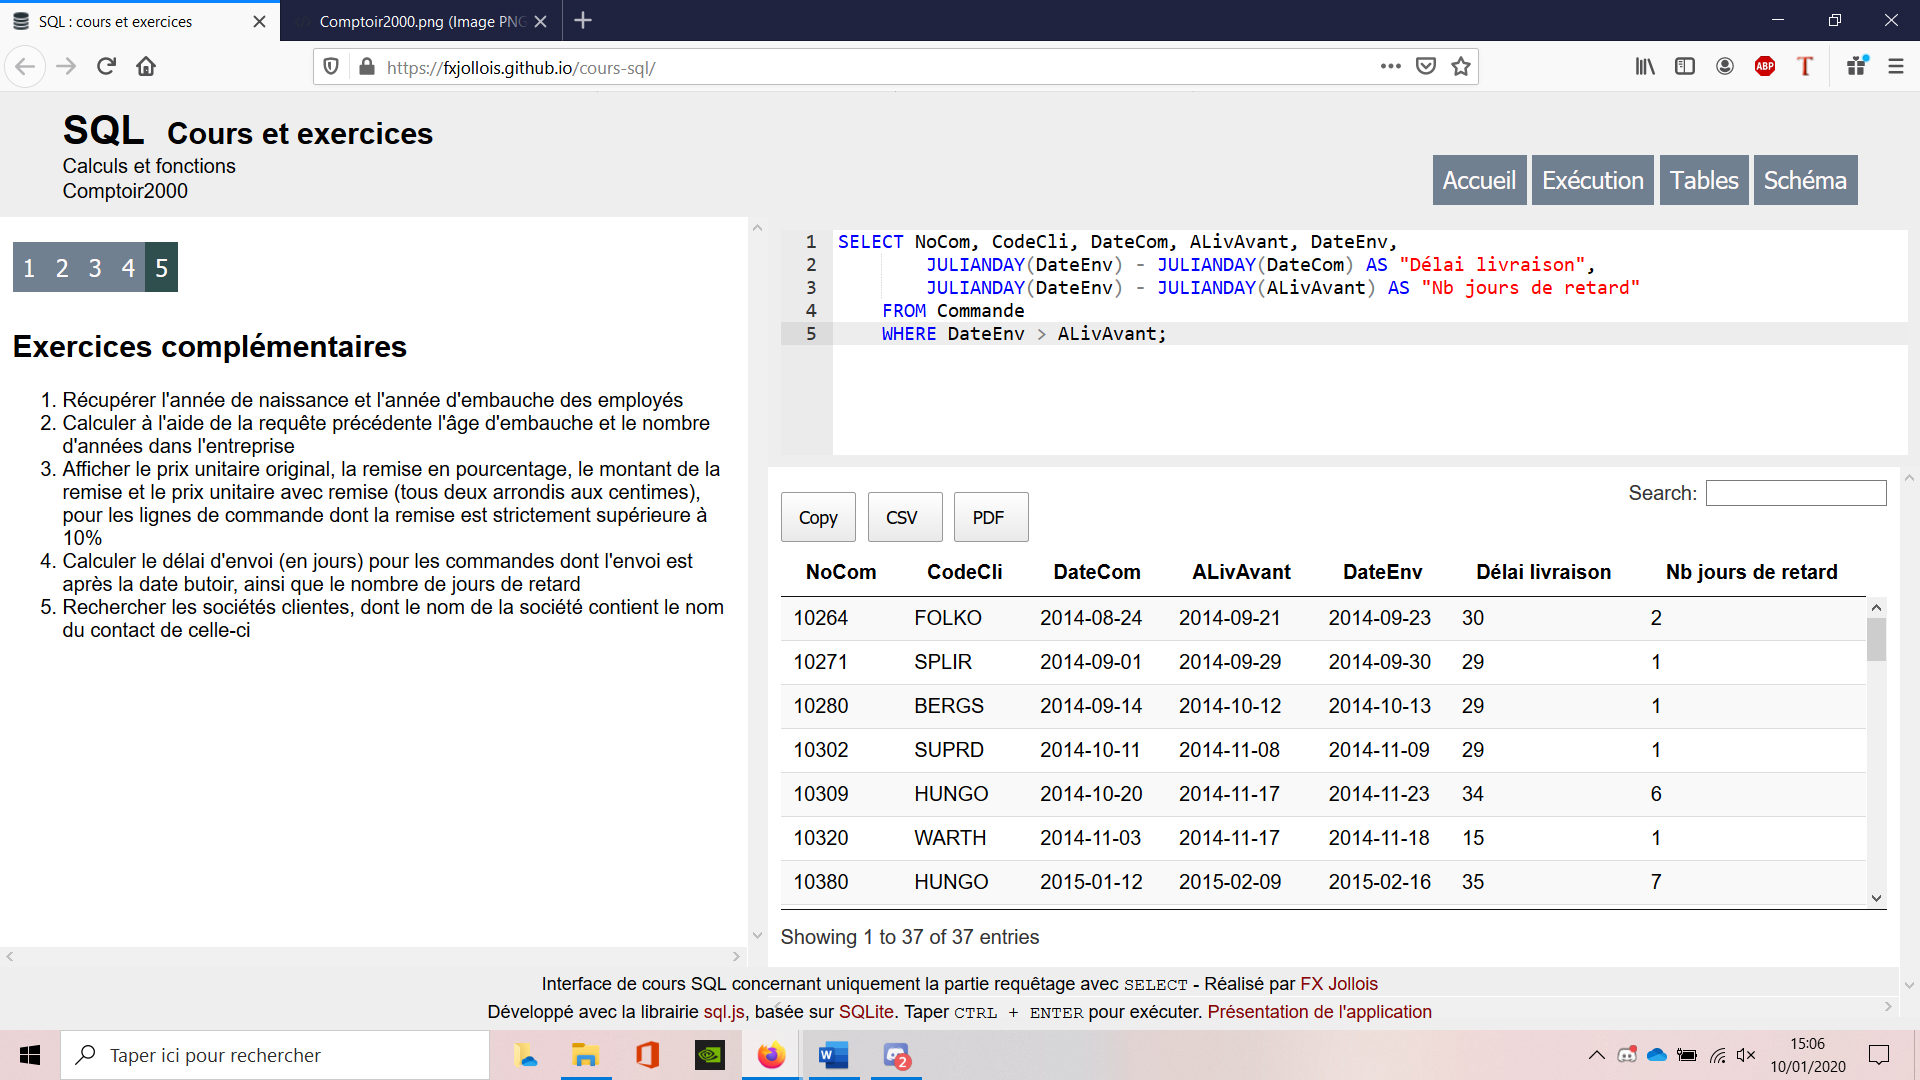 SQL : cours et exercices
Comptoir2000.png (Image PNG
https://fxjollois.github.io/cours-sql/
ABP
T
SQL Cours et exercices
Calculs et fonctions
Comptoir2000
Accueil Exécution Tables Schéma
1 2 3 4 5
Exercices complémentaires
1. Récupérer l'année de naissance et l'année d'embauche des employés
2. Calculer à l'aide de la requête précédente l'âge d'embauche et le nombre
d'années dans l'entreprise
3. Afficher le prix unitaire original, la remise en pourcentage, le montant de la
remise et le prix unitaire avec remise (tous deux arrondis aux centimes),
pour les lignes de commande dont la remise est strictement supérieure à
10%
4. Calculer le délai d'envoi (en jours) pour les commandes dont l'envoi est
après la date butoir, ainsi que le nombre de jours de retard
5. Rechercher les sociétés clientes, dont le nom de la société contient le nom
du contact de celle-ci
1 SELECT NoCom, CodeCli, DateCom, ALivAvant, DateEnv,
2 JULIANDAY(DateEnv) - JULIANDAY(DateCom) AS "Délai livraison",
3 JULIANDAY(DateEnv) - JULIANDAY(ALivAvant) AS "Nb jours de retard"
4 FROM Commande
5 WHERE DateEnv > ALivAvant;
Search:
Copy CSV PDF
NoCom CodeCli DateCom ALivAvant DateEnv Délai livraison Nb jours de retard
10264 FOLKO 2014-08-24 2014-09-21 2014-09-23 30 2
10271 SPLIR 2014-09-01 2014-09-29 2014-09-30 29 1
10280 BERGS 2014-09-14 2014-10-12 2014-10-13 29 1
10302 SUPRD 2014-10-11 2014-11-08 2014-11-09 29 1
10309 HUNGO 2014-10-20 2014-11-17 2014-11-23 34 6
10320 WARTH 2014-11-03 2014-11-17 2014-11-18 15 1
10380 HUNGO 2015-01-12 2015-02-09 2015-02-16 35 7
Showing 1 to 37 of 37 entries
Interface de cours SQL concernant uniquement la partie requêtage avec SELECT - Réalisé par FX Jollois
Développé avec la librairie sql.js, basée sur SQLite. Taper CTRL + ENTER pour exécuter. Présentation de l'application
Taper ici pour rechercher
W
2
15:06
10/01/2020